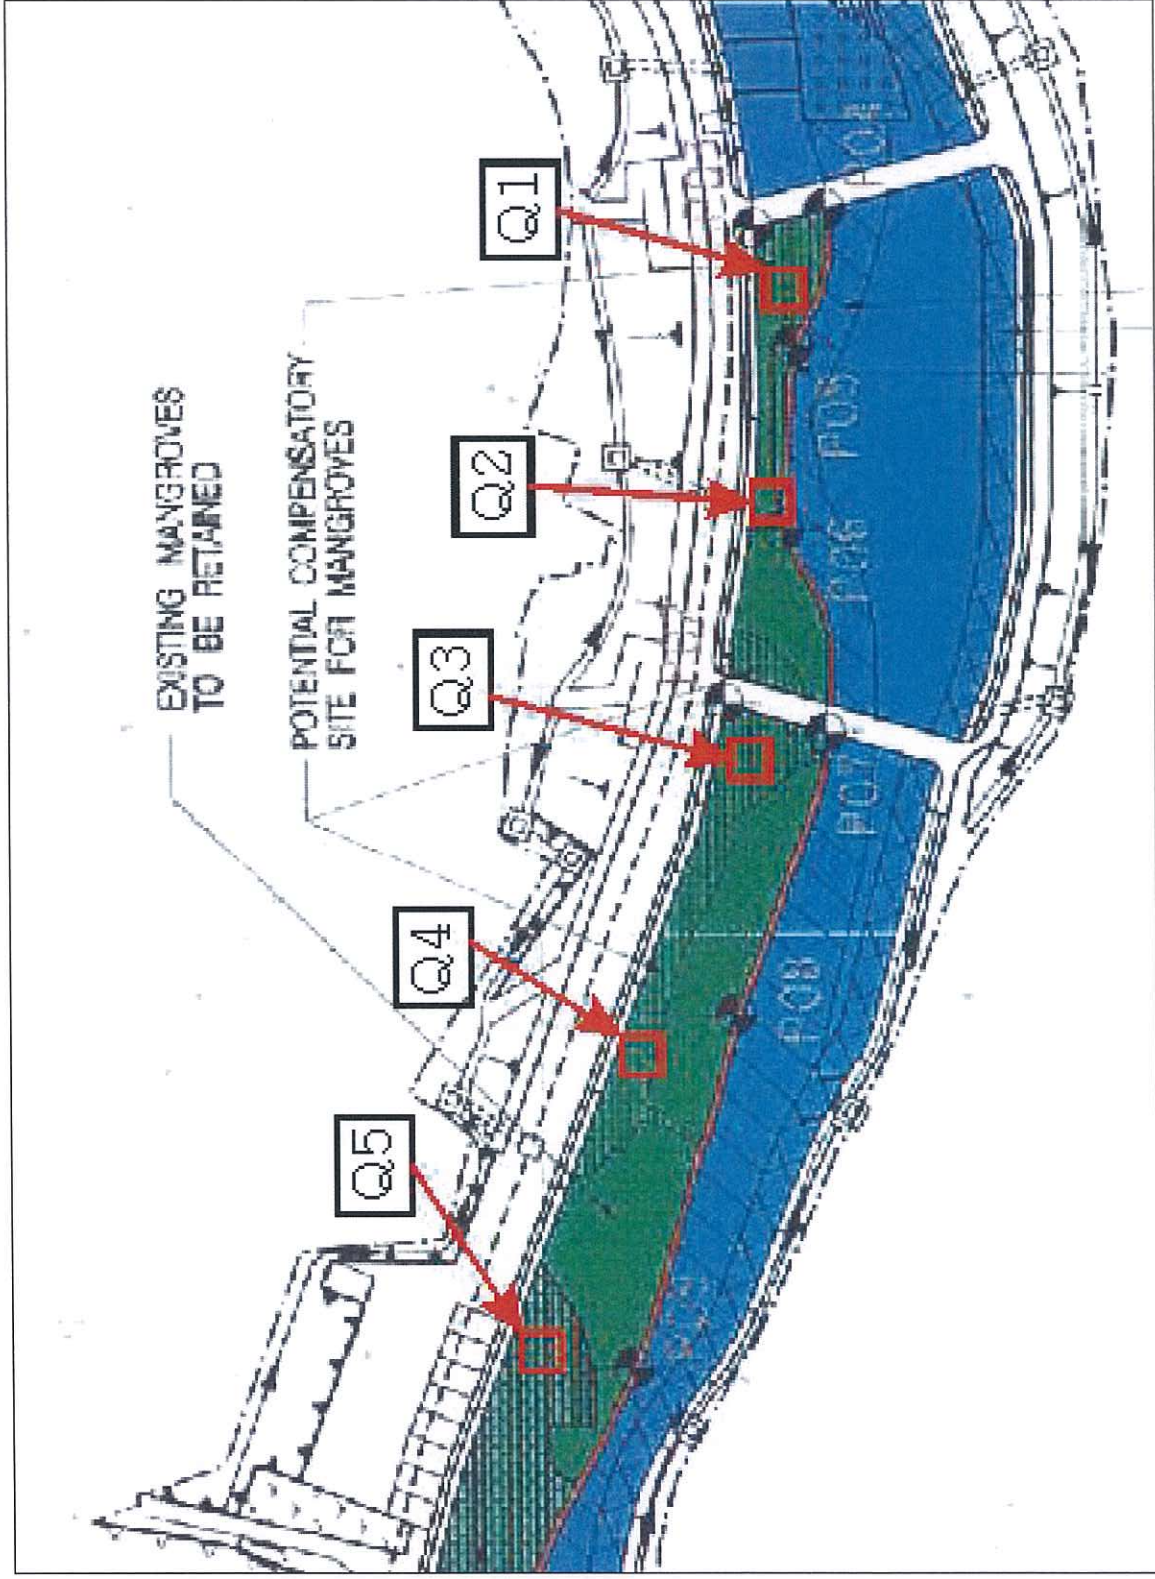 EXISTING MANGROVES
TO BE RETAINED
POTENTIAL COMPENSATORY
SITE FOR MANGROVES
Q5
Q4
Q3
Q2
Q1
P08
P07
P06
P05